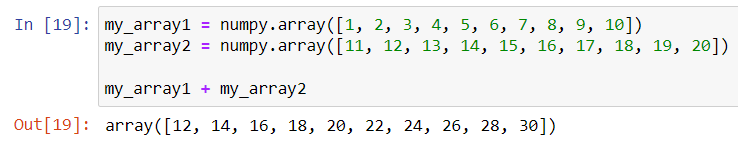 In [19]: my_array1 = numpy.array([1, 2, 3, 4, 5, 6, 7, 8, 9, 10])
my_array2 = numpy.array([11, 12, 13, 14, 15, 16, 17, 18, 19, 20])
my_array1 + my_array2
Out[19]: array([12, 14, 16, 18, 20, 22, 24, 26, 28, 30])